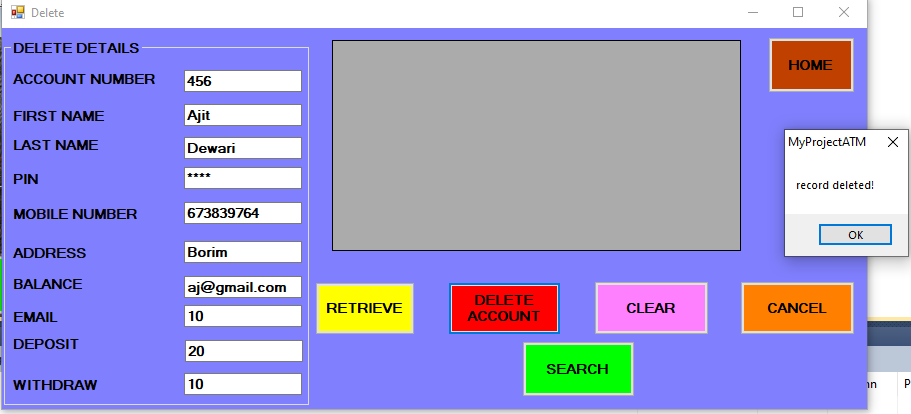 Delete
DELETE DETAILS
ACCOUNT NUMBER 456
FIRST NAME Ajit
LAST NAME Dewari
PIN ****
MOBILE NUMBER 673839764
ADDRESS Borim
BALANCE aj@gmail.com
EMAIL 10
DEPOSIT 20
WITHDRAW 10
HOME
MyProjectATM
record deleted!
OK
RETRIEVE
DELETE
ACCOUNT
CLEAR
CANCEL
SEARCH